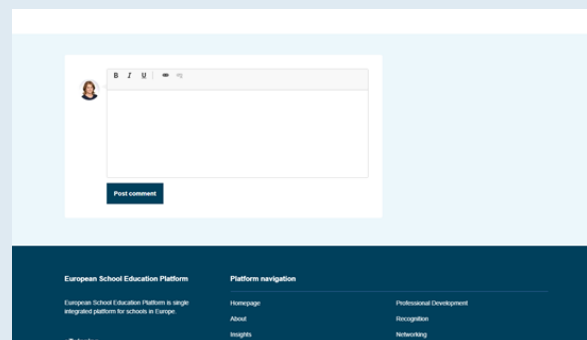 B I U
Post comment
European School Education Platform
Platform navigation
European School Education Platform is single
integrated platform for schools in Europe.
Homepage
Professional Development
About
Recognition
Insights
Networking